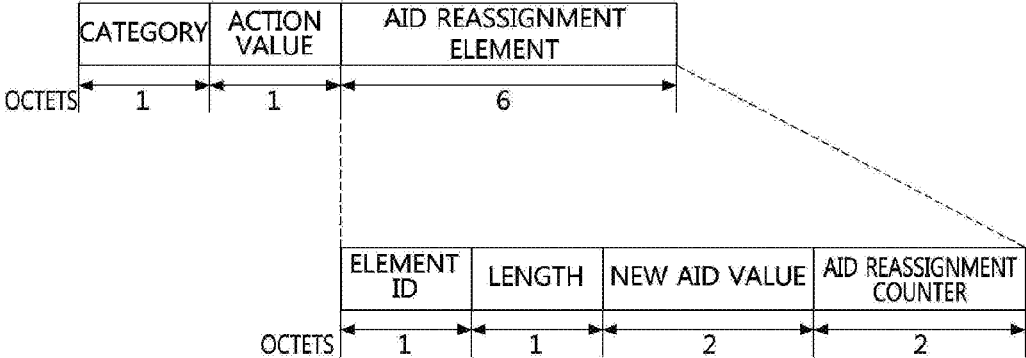 CATEGORY
ACTION
VALUE
AID REASSIGNMENT
ELEMENT
OCTETS 1 1 6
ELEMENT
ID
LENGTH
NEW AID VALUE
AID REASSIGNMENT
COUNTER
OCTETS 1 1 2 2